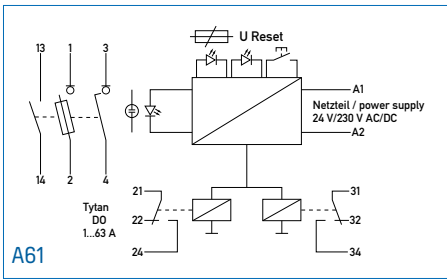 U Reset
13
1
3
A1
Netzteil / power supply
24 V/230 V AC/DC
A2
14
2
4
21
31
Tytan
DO
1...63 A
22
32
24
34
A61